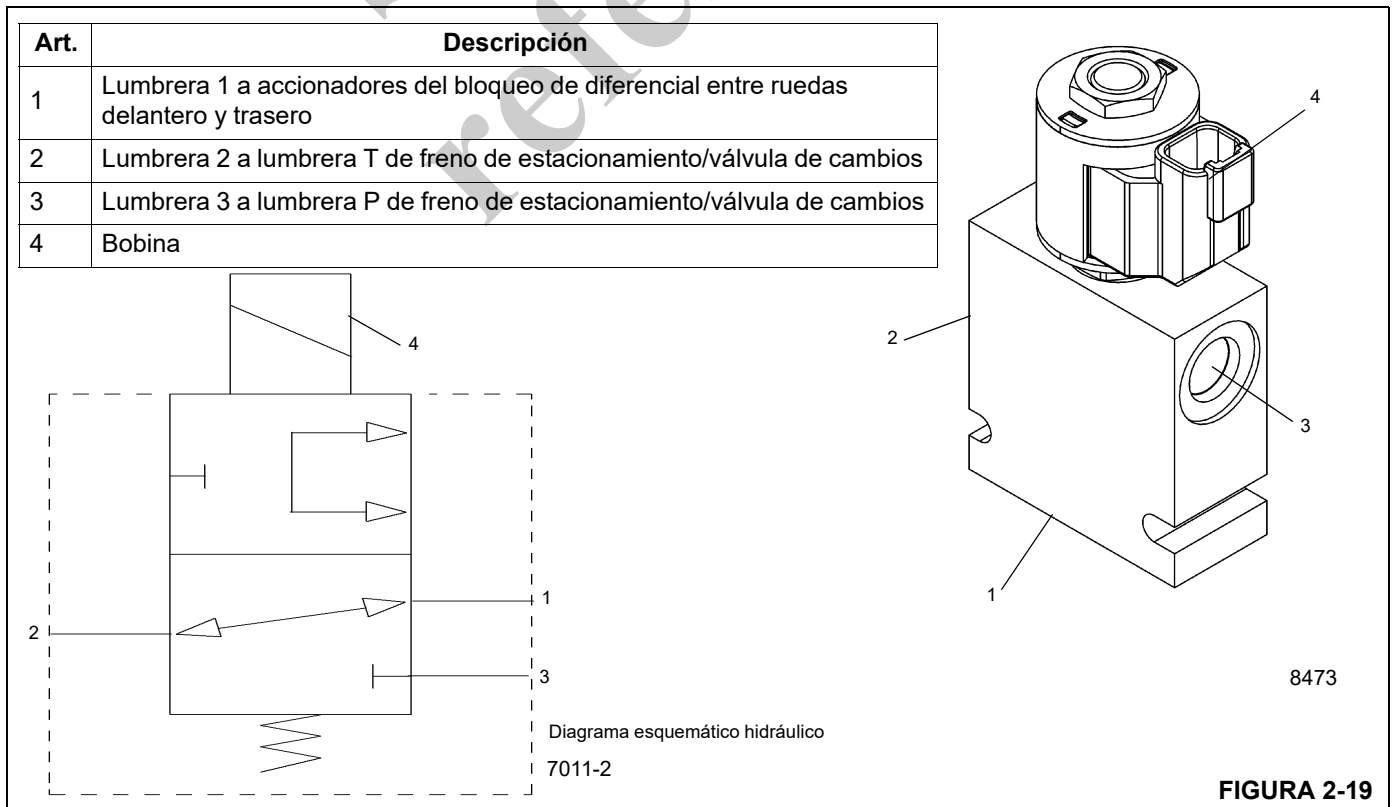 refe
Art. Descripción
1 Lumbrera 1 a accionadores del bloqueo de diferencial entre ruedas
delantero y trasero
2 Lumbrera 2 a lumbrera T de freno de estacionamiento/válvula de cambios
3 Lumbrera 3 a lumbrera P de freno de estacionamiento/válvula de cambios
4 Bobina
4
2
3
1
8473
4
1
2
3
Diagrama esquemático hidráulico
7011-2
FIGURA 2-19